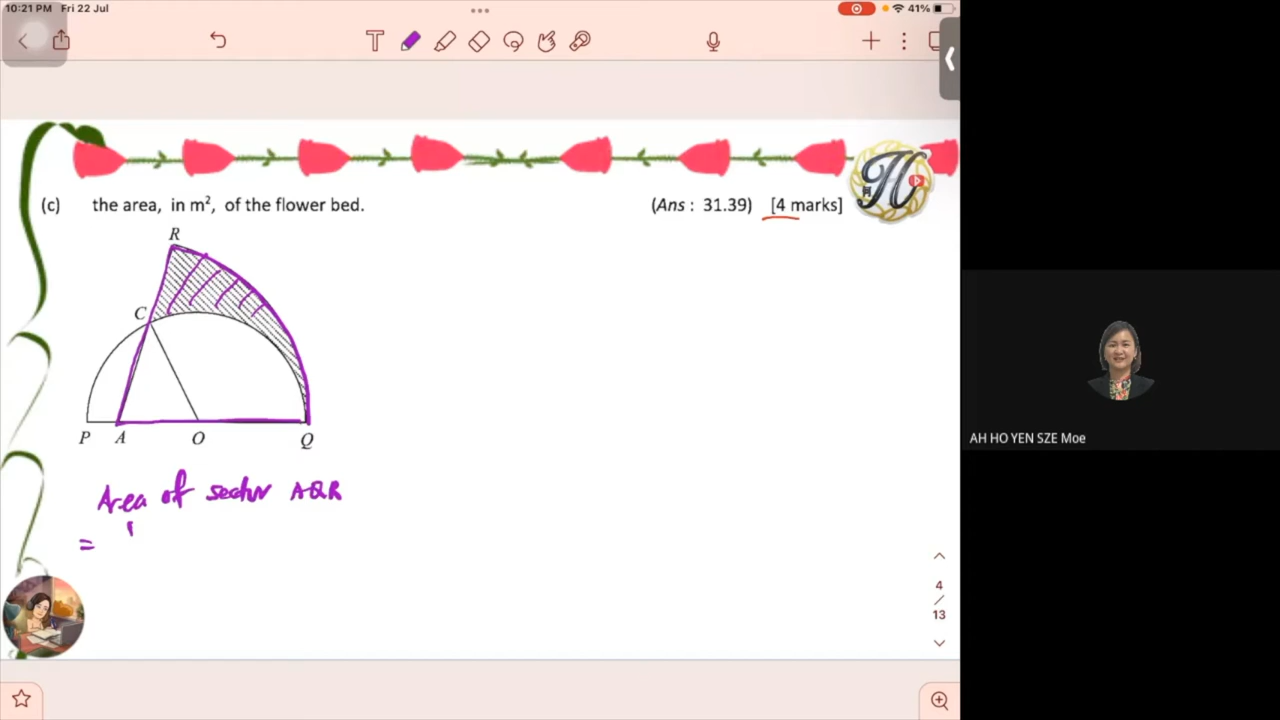 10:21 PM Fri 22 Jul
41%
(c) the area, in m², of the flower bed. (Ans : 31.39) [4 marks]
R
C
P A O Q
Area of sector AQR
=
4
/
13
AH HO YEN SZE Moe